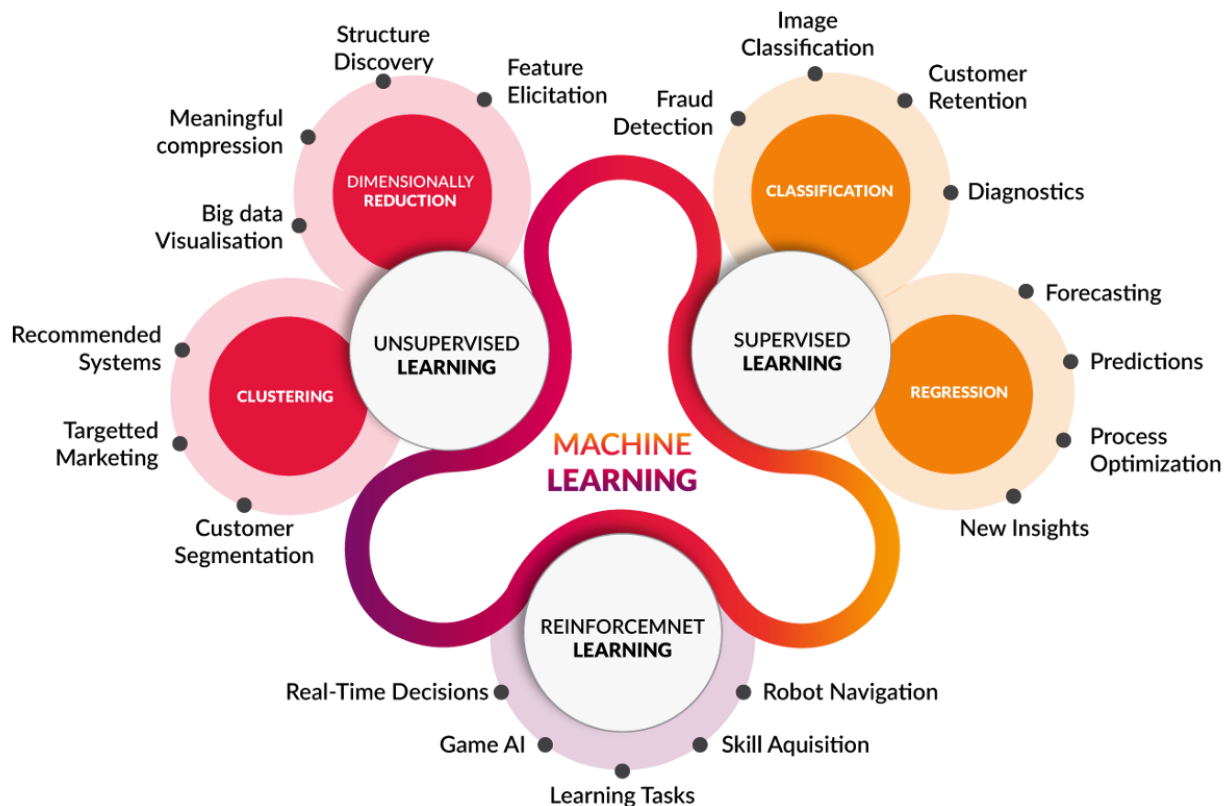 Structure
Discovery
Feature
Elicitation
Meaningful
compression
DIMENSIONALLY
REDUCTION
Big data
Visualisation
UNSUPERVISED
LEARNING
Recommended
Systems
CLUSTERING
Targetted
Marketing
Customer
Segmentation
Image
Classification
Customer
Retention
Fraud
Detection
CLASSIFICATION
Diagnostics
SUPERVISED
LEARNING
Forecasting
Predictions
REGRESSION
Process
Optimization
New Insights
MACHINE
LEARNING
REINFORCEMNET
LEARNING
Real-Time Decisions
Robot Navigation
Game AI
Skill Aquisition
Learning Tasks